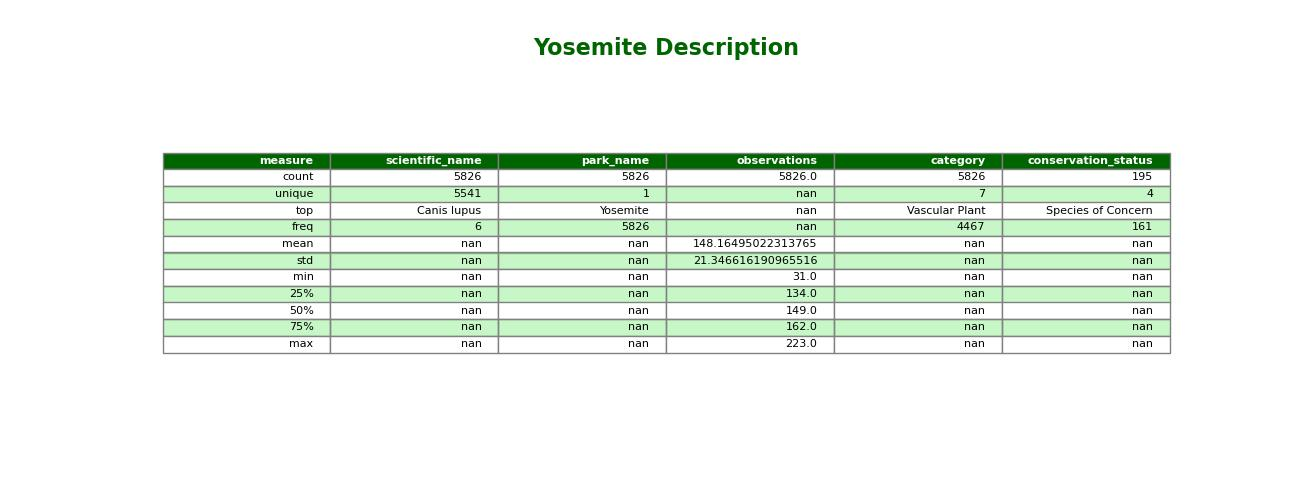 Yosemite Description
measure scientific_name park_name observations category conservation_status
count 5826 5826 5826.0 5826 195
unique 5541 1 nan 7 4
top Canis lupus Yosemite nan Vascular Plant Species of Concern
freq 6 5826 nan 4467 161
mean nan nan 148.16495022313765 nan nan
std nan nan 21.346616190965516 nan nan
min nan nan 31.0 nan nan
25% nan nan 134.0 nan nan
50% nan nan 149.0 nan nan
75% nan nan 162.0 nan nan
max nan nan 223.0 nan nan